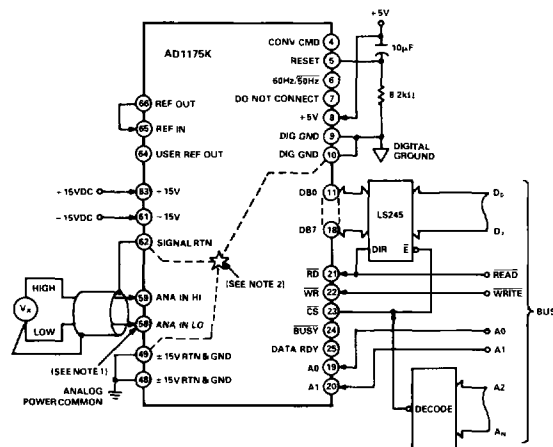 +5V
AD1175K
CONV CMD 4
RESET 5
10μF
60Hz/50Hz 6
DO NOT CONNECT 7
8.2kΩ
66 REF OUT
+5V 8
65 REF IN
DIG GND 9
64 USER REF OUT
DIG GND 10
DIGITAL GROUND
DB0 11
LS245
D0
+15VDC 63 +15V
-15VDC 61 -15V
DB7 18
D7
62 SIGNAL RTN
DIR E
(SEE NOTE 2)
RD 21
READ
HIGH
WR 22
WRITE
BUS
VX
59 ANA IN HI
CS 23
LOW
58 ANA IN LO
BUSY 24
A0
(SEE NOTE 1)
DATA RDY 25
A1
49 ±15V RTN & GND
A0 19
48 ±15V RTN & GND
A1 20
A2
ANALOG POWER COMMON
DECODE
AN